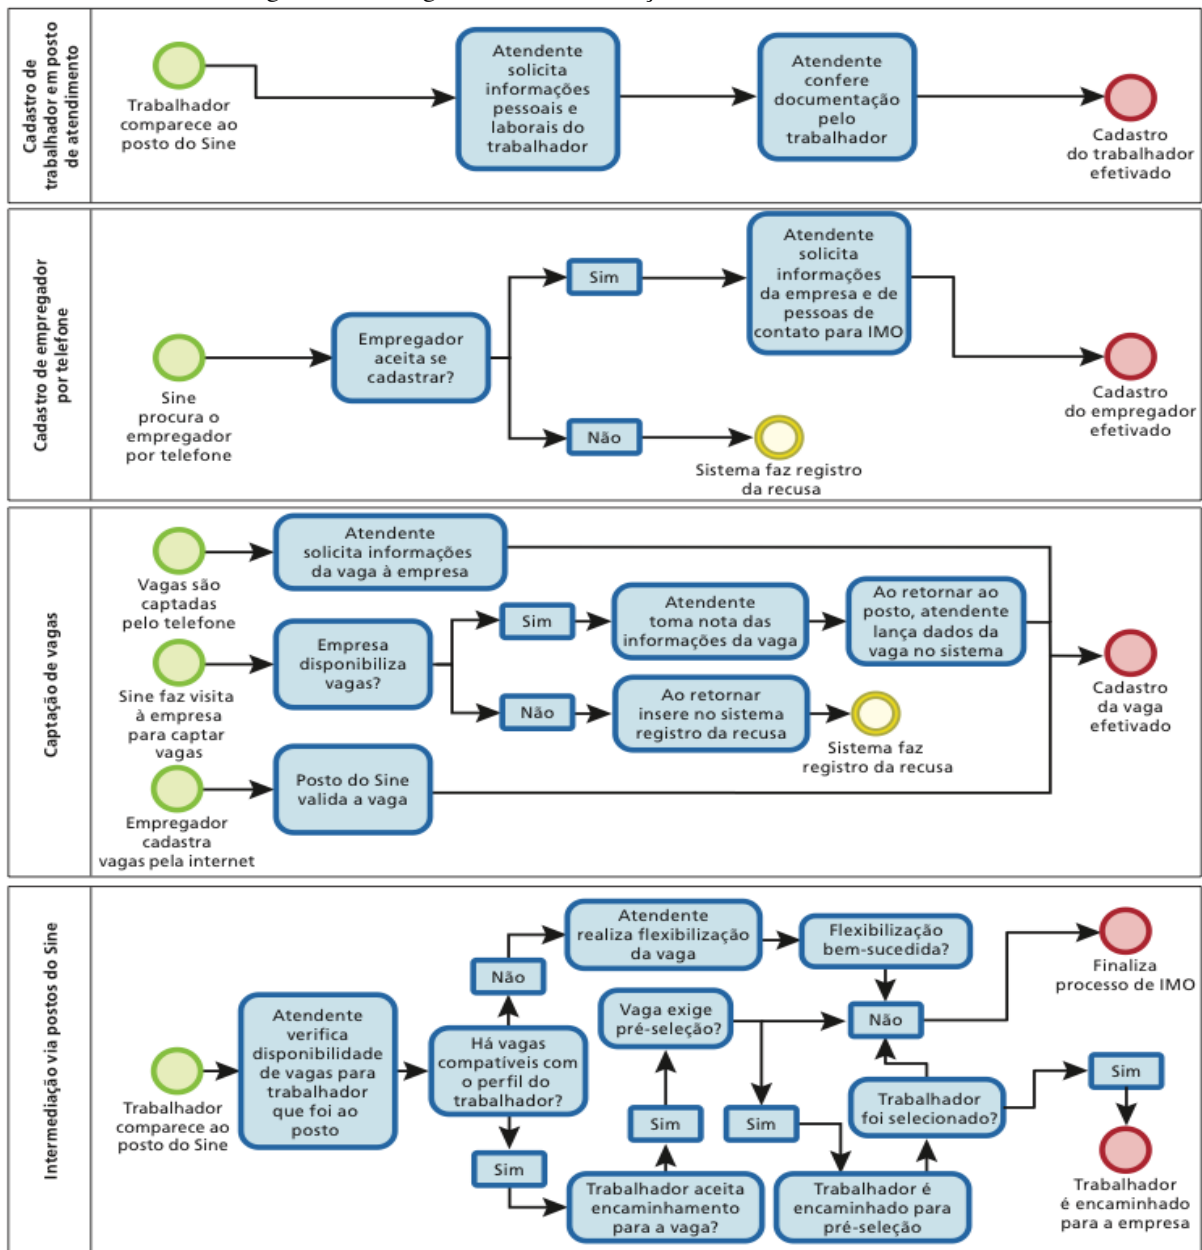 Cadastro de
trabalhador em posto
de atendimento
Trabalhador
comparece ao
posto do Sine
Atendente
solicita
informações
pessoais e
laborais do
trabalhador
Atendente
confere
documentação
pelo
trabalhador
Cadastro
do trabalhador
efetivado
Cadastro de empregador
por telefone
Sine
procura o
empregador
por telefone
Empregador
aceita se
cadastrar?
Sim
Atendente
solicita
informações
da empresa e de
pessoas de
contato para IMO
Cadastro
do empregador
efetivado
Não
Sistema faz registro
da recusa
Captação de vagas
Vagas são
captadas
pelo telefone
Atendente
solicita informações
da vaga à empresa
Sine faz visita
à empresa
para captar
vagas
Empresa
disponibiliza
vagas?
Sim
Atendente
toma nota das
informações da vaga
Ao retornar ao
posto, atendente
lança dados da
vaga no sistema
Não
Ao retornar
insere no sistema
registro da recusa
Sistema faz
registro da recusa
Cadastro
da vaga
efetivado
Empregador
cadastra
vagas pela internet
Posto do Sine
valida a vaga
Intermediação via postos do Sine
Trabalhador
comparece ao
posto do Sine
Atendente
verifica
disponibilidade
de vagas para
trabalhador
que foi ao
posto
Há vagas
compatíveis com
o perfil do
trabalhador?
Não
Atendente
realiza flexibilização
da vaga
Flexibilização
bem-sucedida?
Não
Finaliza
processo de IMO
Sim
Trabalhador aceita
encaminhamento
para a vaga?
Sim
Vaga exige
pré-seleção?
Sim
Trabalhador é
encaminhado para
pré-seleção
Trabalhador
foi selecionado?
Sim
Trabalhador
é encaminhado
para a empresa